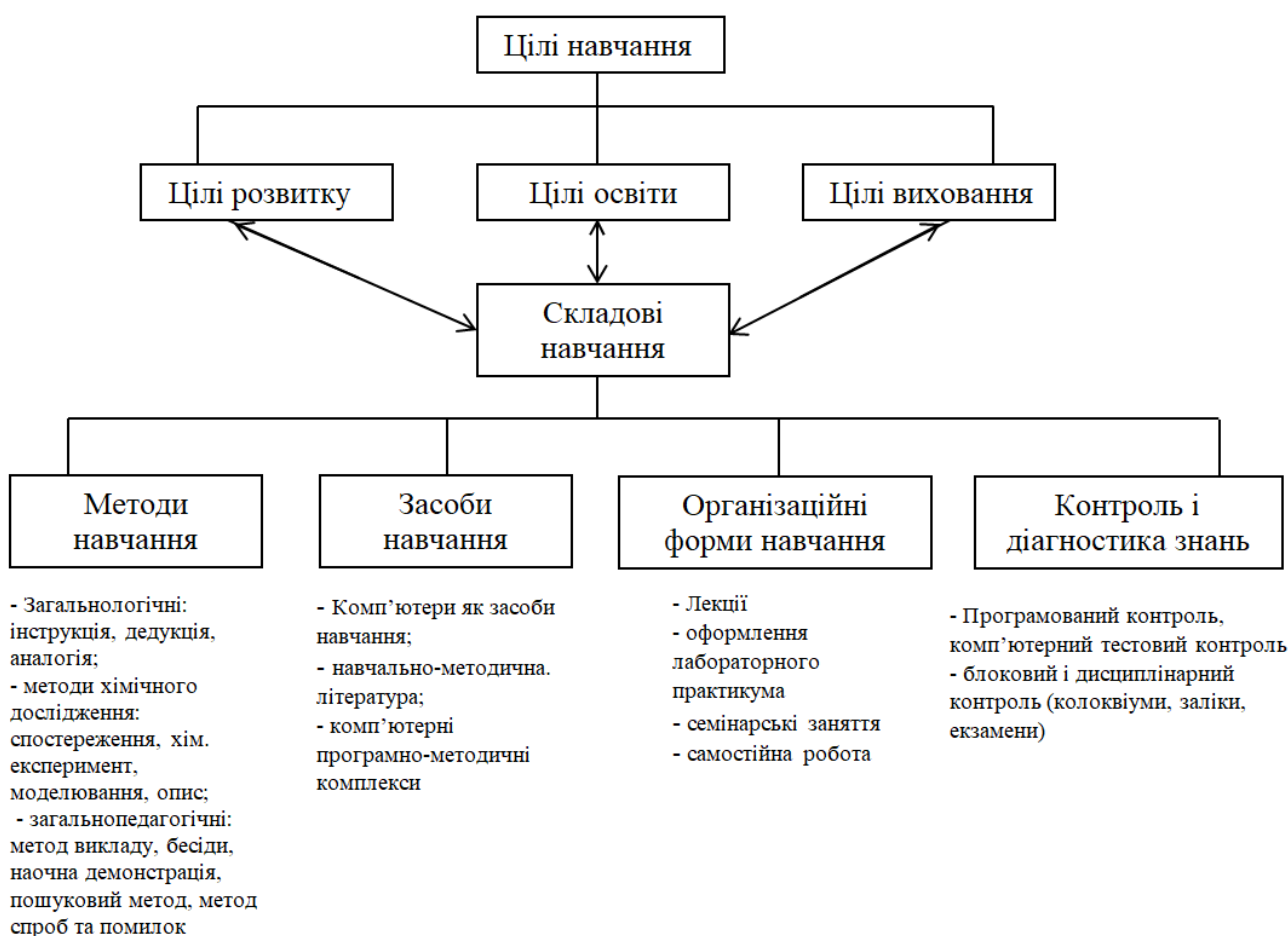 Цілі навчання
Цілі розвитку
Цілі освіти
Цілі виховання
Складові
навчання
Методи
навчання
Засоби
навчання
Організаційні
форми навчання
Контроль і
діагностика знань
- Загальнологічні:
інструкція, дедукція,
аналогія;
- методи хімічного
дослідження:
спостереження, хім.
експеримент,
моделювання, опис;
- загальнопедагогічні:
метод викладу, бесіди,
наочна демонстрація,
пошуковий метод, метод
спроб та помилок
- Комп’ютери як засоби
навчання;
- навчально-методична.
література;
- комп’ютерні
програмно-методичні
комплекси
- Лекції
- оформлення
лабораторного
практикума
- семінарські заняття
- самостійна робота
- Програмований контроль,
комп’ютерний тестовий контроль
- блоковий і дисциплінарний
контроль (колоквіуми, заліки,
екзамени)